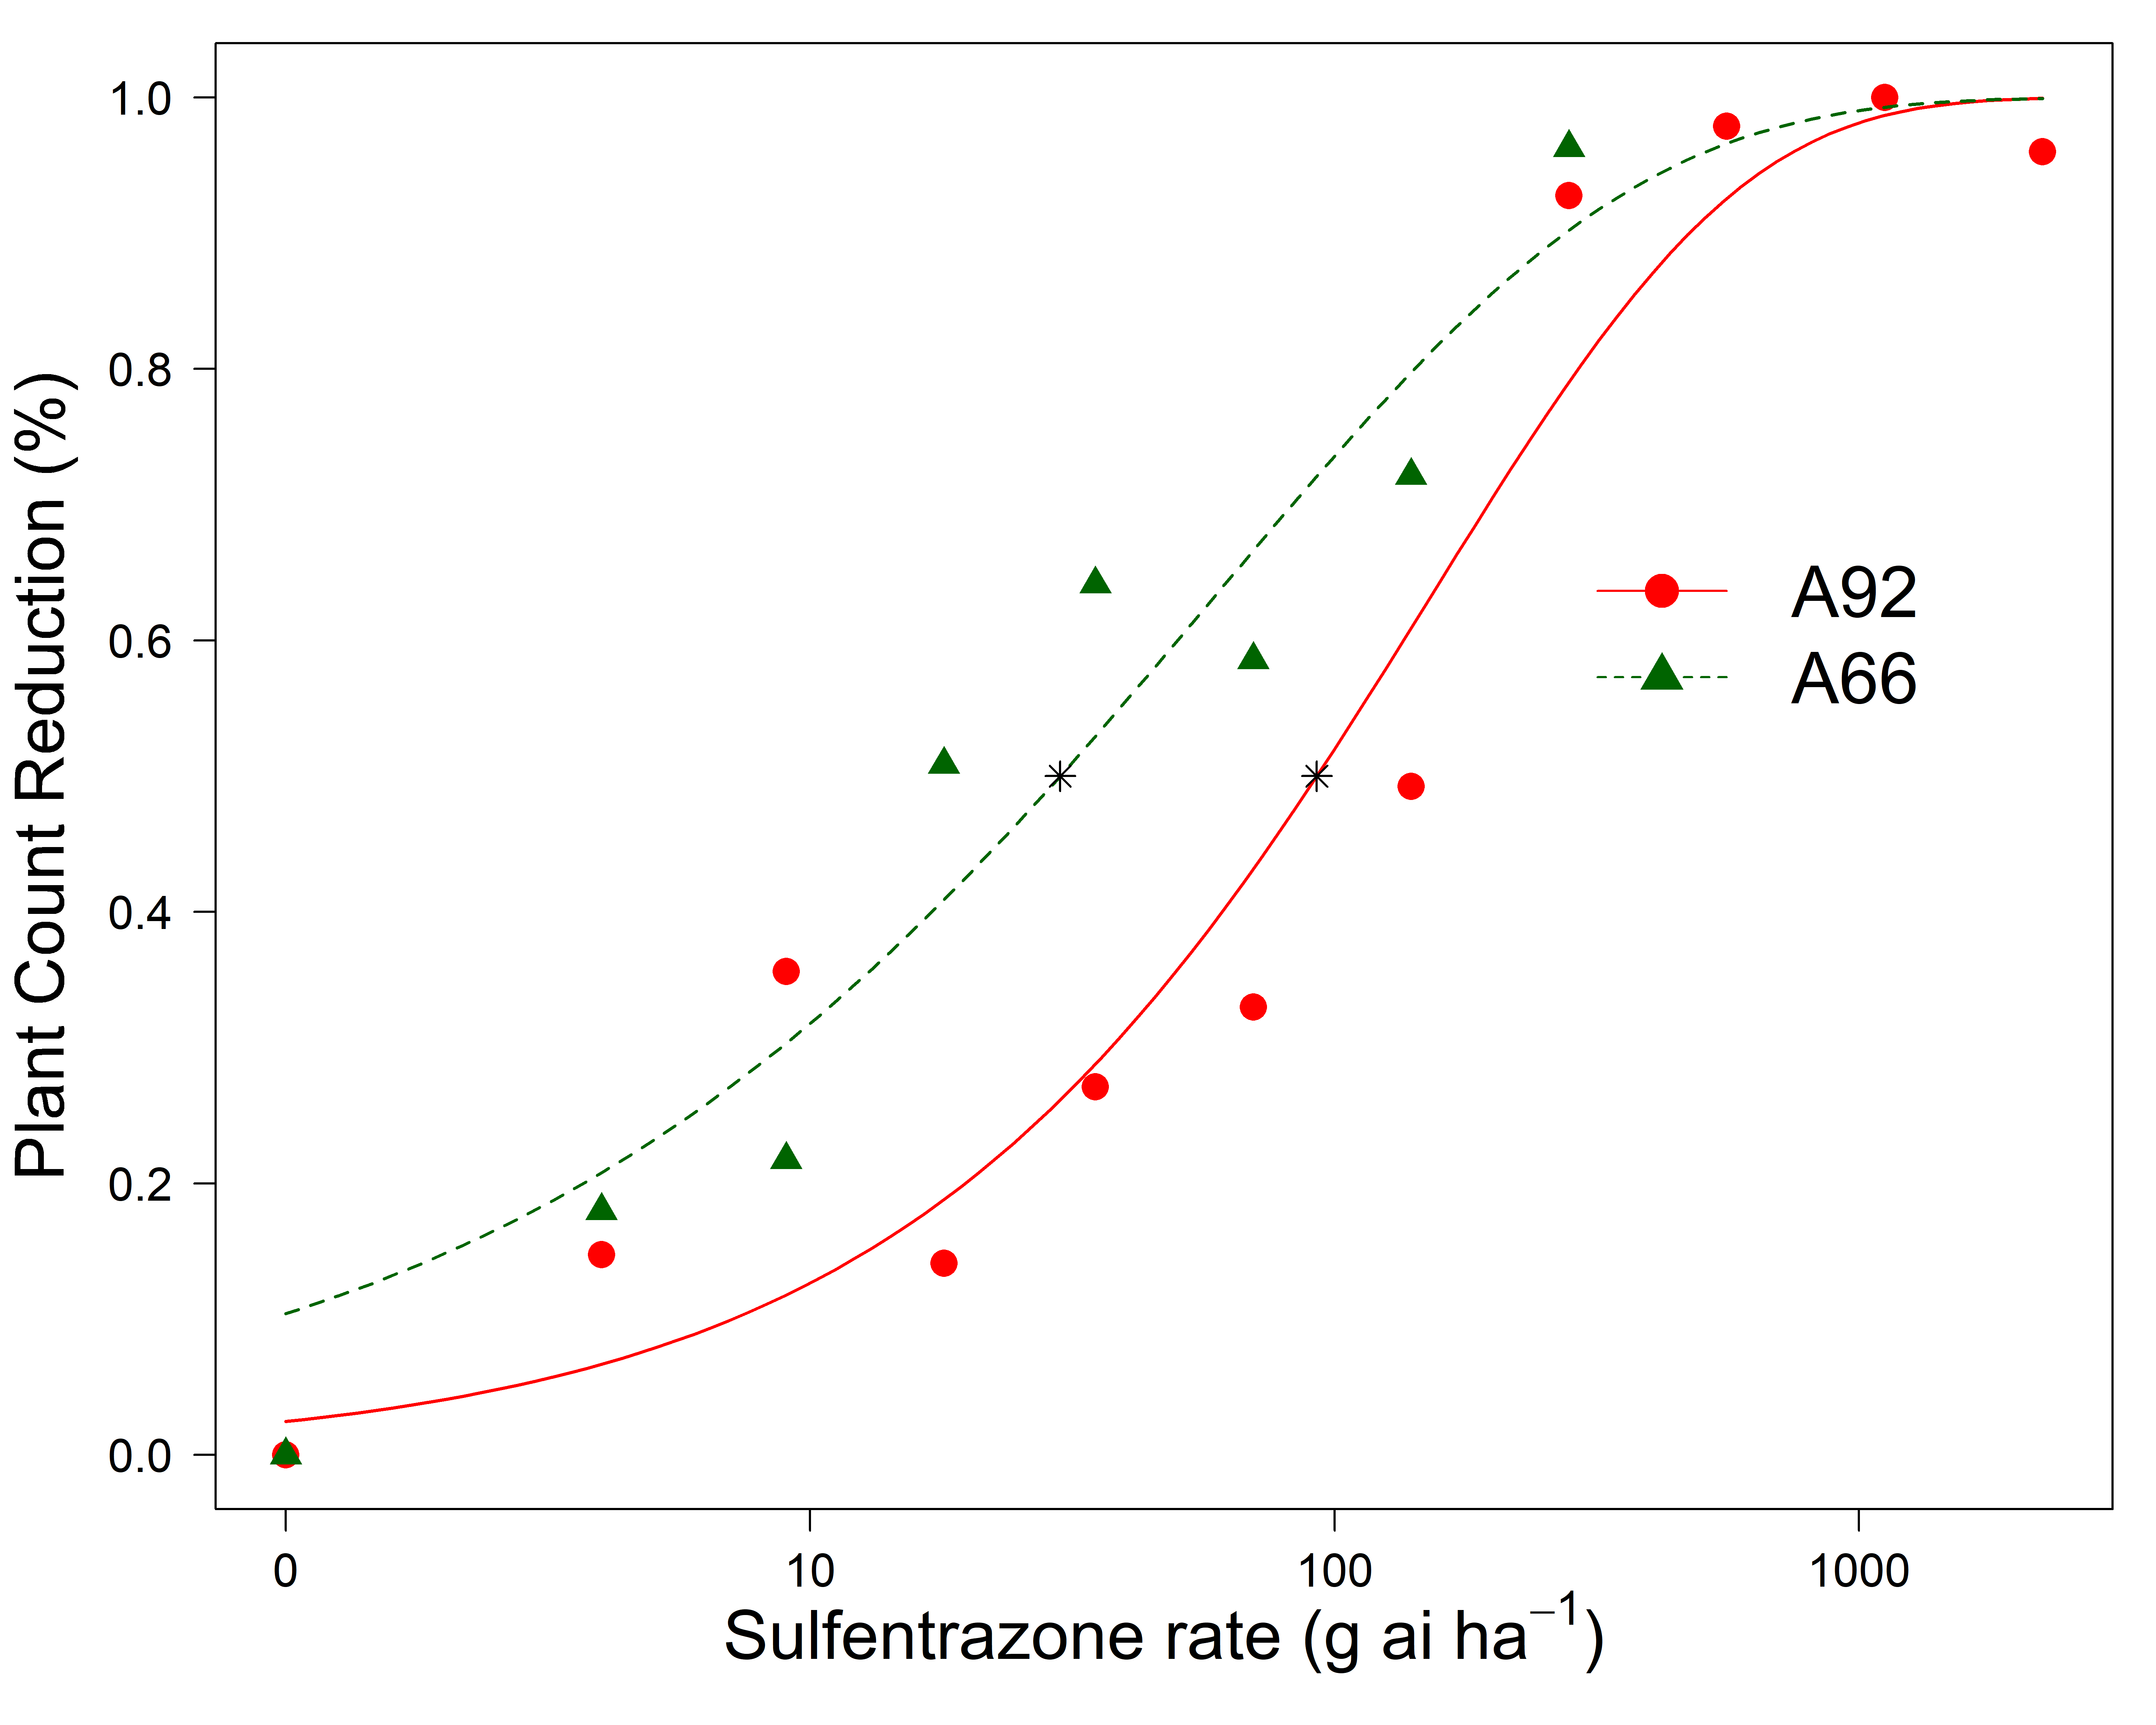 Plant Count Reduction (%)
1.0
0.8
0.6
0.4
0.2
0.0
A92
A66
0 10 100 1000
Sulfentrazone rate (g ai ha⁻¹)